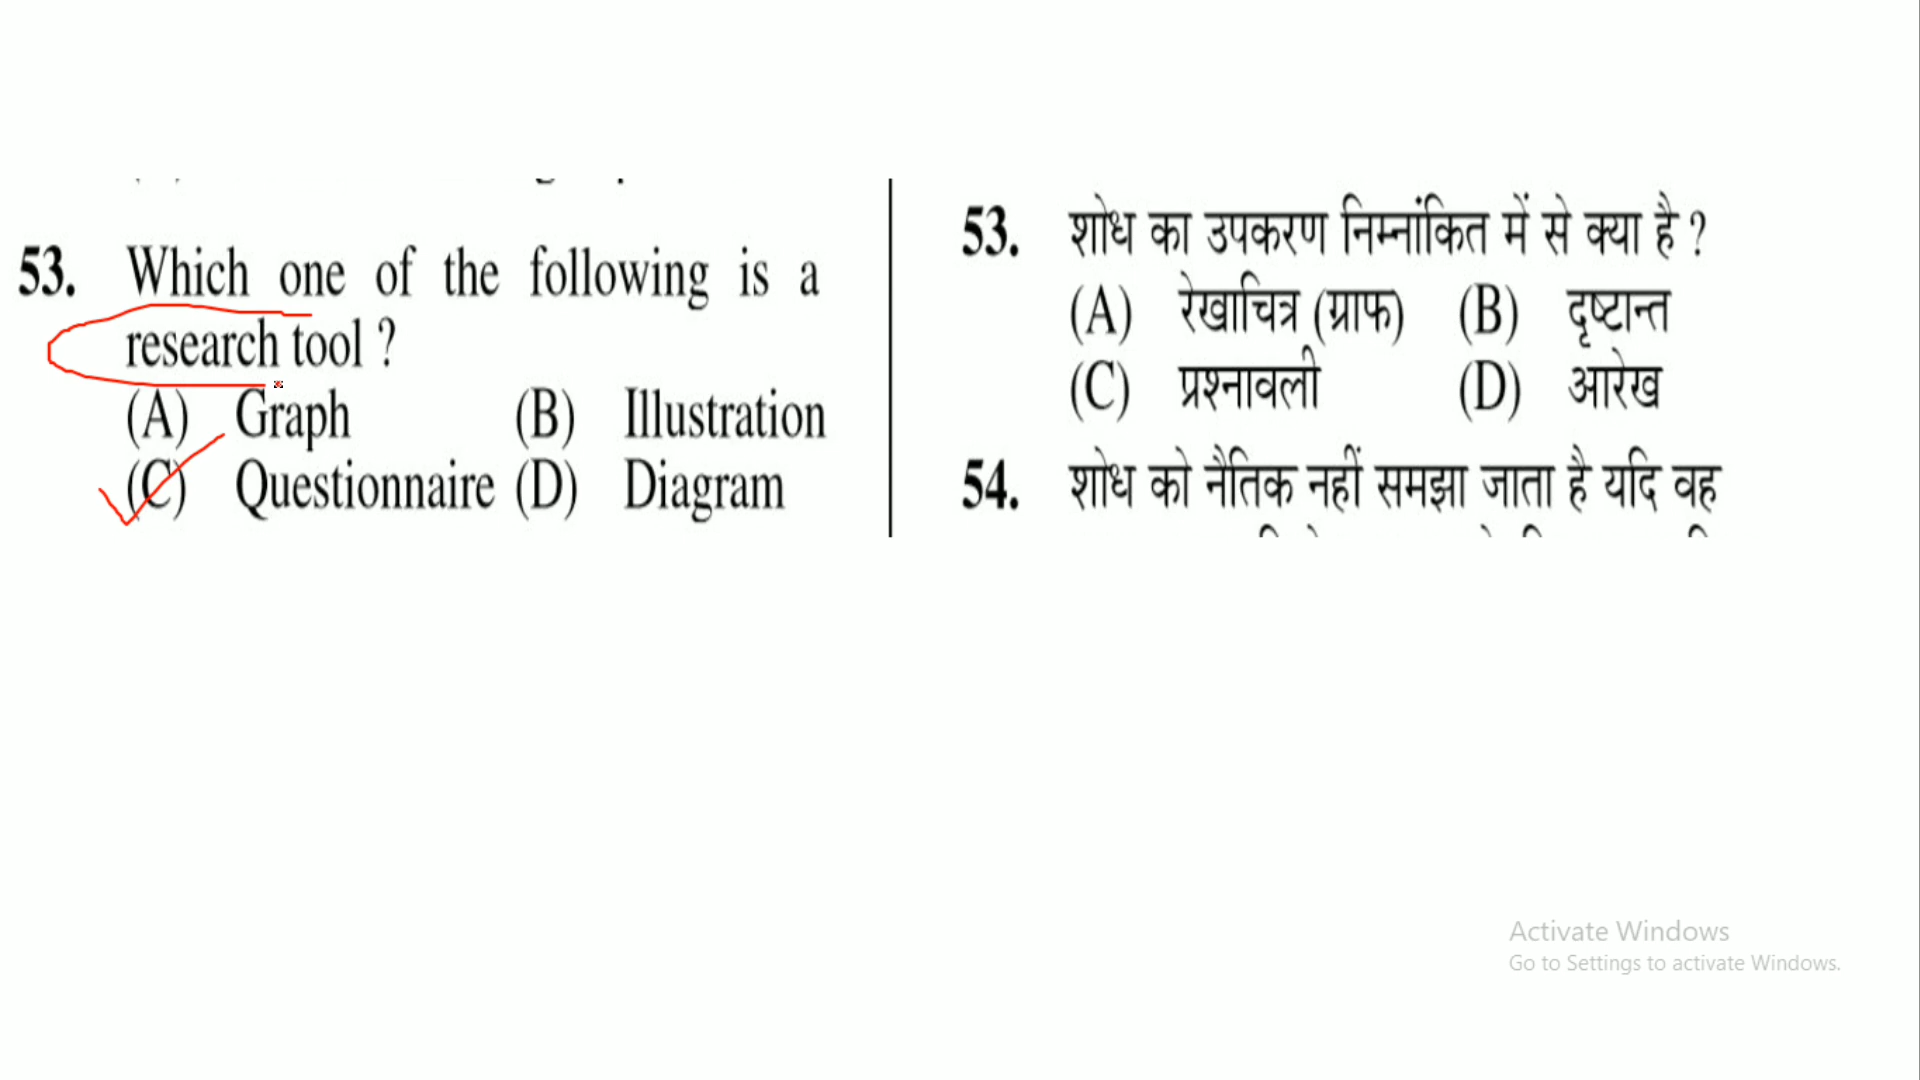 53. Which one of the following is a
research tool ?
(A) Graph (B) Illustration
(C) Questionnaire (D) Diagram
53. शोध का उपकरण निम्नांकित में से क्या है ?
(A) रेखाचित्र (ग्राफ) (B) दृष्टान्त
(C) प्रश्नावली (D) आरेख
54. शोध को नैतिक नहीं समझा जाता है यदि वह
Activate Windows
Go to Settings to activate Windows.